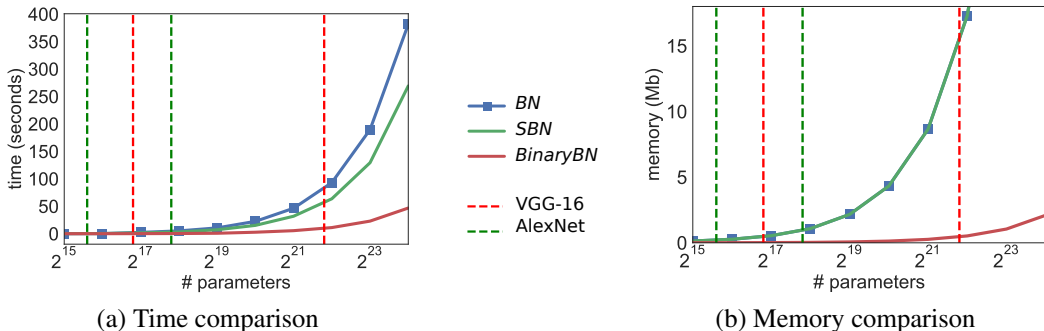 400
350
300
250
200
150
100
50
0
time (seconds)
2^15 2^17 2^19 2^21 2^23
# parameters
(a) Time comparison
BN
SBN
BinaryBN
VGG-16
AlexNet
15
10
5
0
memory (Mb)
2^15 2^17 2^19 2^21 2^23
# parameters
(b) Memory comparison